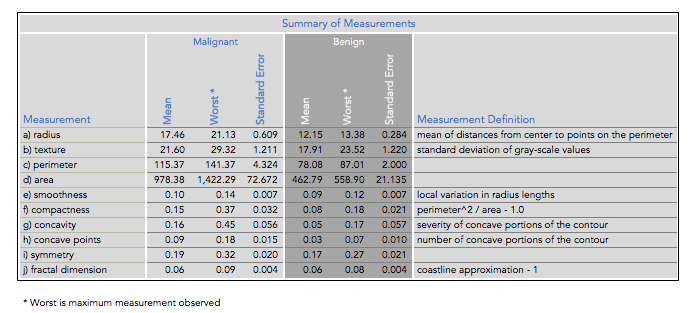 Summary of Measurements
Malignant Benign
Measurement Mean Worst * Standard Error Mean Worst * Standard Error Measurement Definition
a) radius 17.46 21.13 0.609 12.15 13.38 0.284 mean of distances from center to points on the perimeter
b) texture 21.60 29.32 1.211 17.91 23.52 1.220 standard deviation of gray-scale values
c) perimeter 115.37 141.37 4.324 78.08 87.01 2.000
d) area 978.38 1,422.29 72.672 462.79 558.90 21.135
e) smoothness 0.10 0.14 0.007 0.09 0.12 0.007 local variation in radius lengths
f) compactness 0.15 0.37 0.032 0.08 0.18 0.021 perimeter^2 / area - 1.0
g) concavity 0.16 0.45 0.056 0.05 0.17 0.057 severity of concave portions of the contour
h) concave points 0.09 0.18 0.015 0.03 0.07 0.010 number of concave portions of the contour
i) symmetry 0.19 0.32 0.020 0.17 0.27 0.021
j) fractal dimension 0.06 0.09 0.004 0.06 0.08 0.004 coastline approximation - 1
* Worst is maximum measurement observed